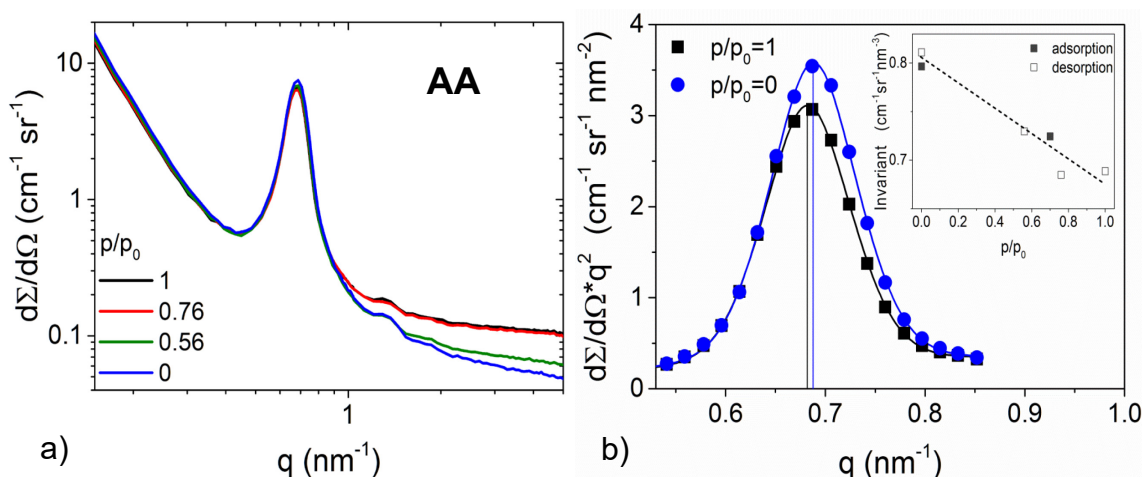 10
1
0.1
dΣ/dΩ (cm⁻¹ sr⁻¹)
AA
p/p₀
1
0.76
0.56
0
1
a)
q (nm⁻¹)
4
3
2
1
0
dΣ/dΩ*q² (cm⁻¹ sr⁻¹ nm⁻²)
p/p₀=1
p/p₀=0
0.8
0.7
Invariant (cm⁻¹sr⁻¹nm⁻³)
adsorption
desorption
0.0 0.2 0.4 0.6 0.8 1.0
p/p₀
0.6 0.7 0.8 0.9 1.0
b)
q (nm⁻¹)